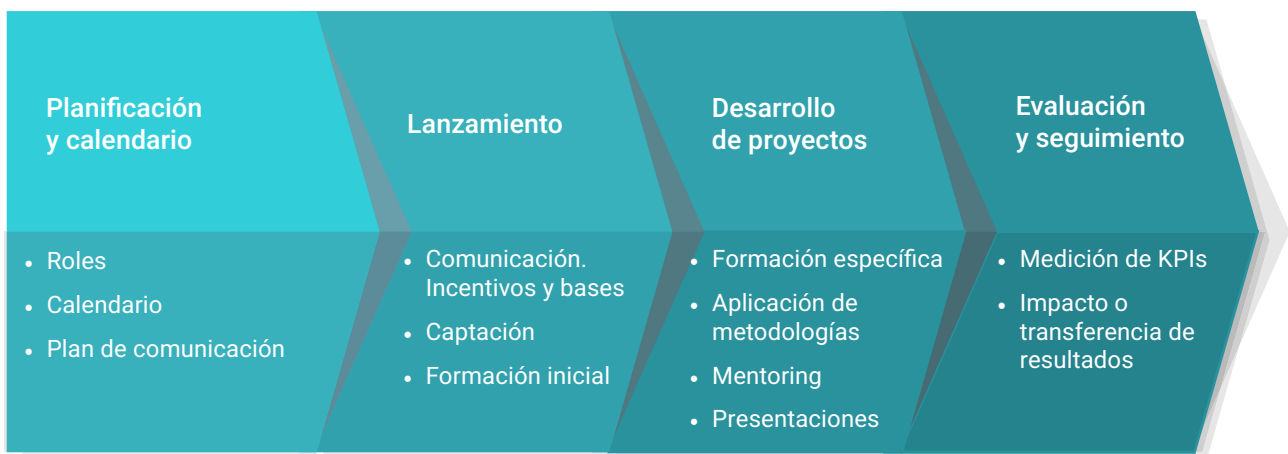 Planificación
y calendario
• Roles
• Calendario
• Plan de comunicación
Lanzamiento
• Comunicación.
Incentivos y bases
• Captación
• Formación inicial
Desarrollo
de proyectos
• Formación específica
• Aplicación de
metodologías
• Mentoring
• Presentaciones
Evaluación
y seguimiento
• Medición de KPIs
• Impacto o
transferencia de
resultados